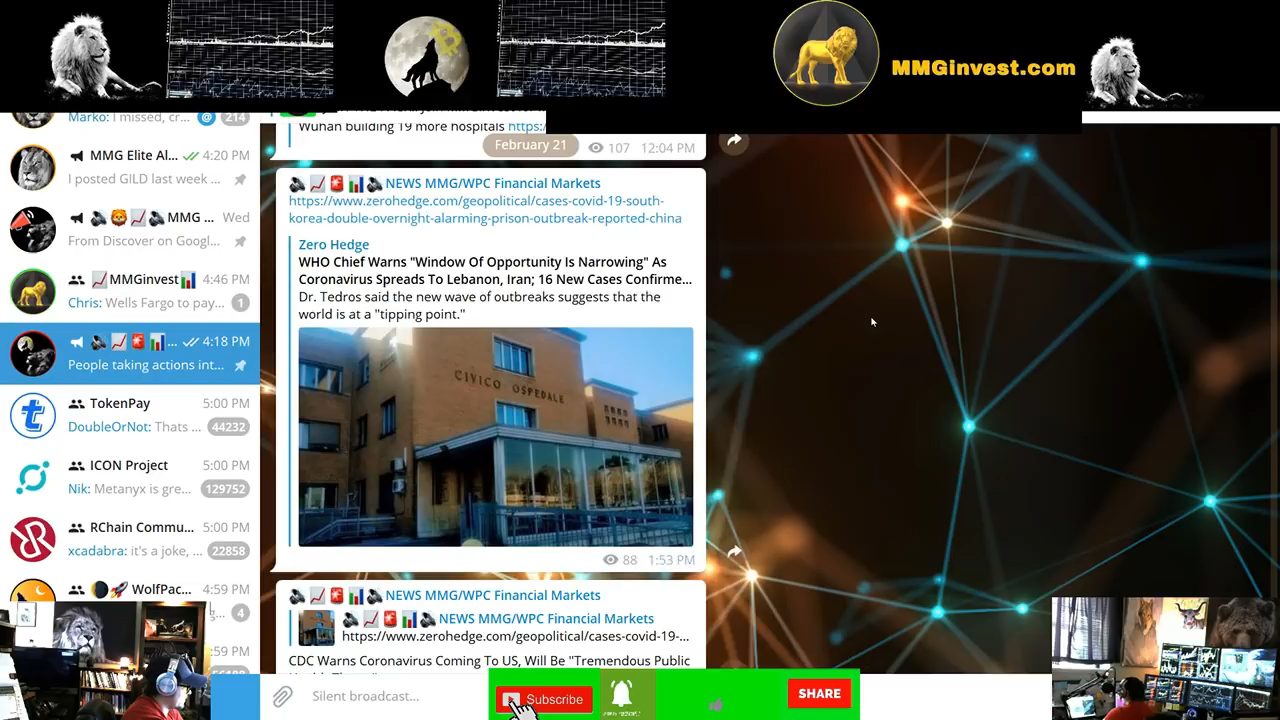 MMGinvest.com
Marko: I missed, cr... @ 214
MMG Elite Al... 4:20 PM
I posted GILD last week ...
MMG ... Wed
From Discover on Googl...
MMGinvest 4:46 PM
Chris: Wells Fargo to pay... 1
... 4:18 PM
People taking actions int...
TokenPay 5:00 PM
DoubleOrNot: Thats ... 44232
ICON Project 5:00 PM
Nik: Metanyx is gre... 129752
RChain Commu... 5:00 PM
xcadabra: it's a joke, ... 22858
WolfPac... 4:59 PM
4
:59 PM
Wuhan building 19 more hospitals https:/
February 21
107 12:04 PM
NEWS MMG/WPC Financial Markets
https://www.zerohedge.com/geopolitical/cases-covid-19-south-
korea-double-overnight-alarming-prison-outbreak-reported-china
Zero Hedge
WHO Chief Warns "Window Of Opportunity Is Narrowing" As
Coronavirus Spreads To Lebanon, Iran; 16 New Cases Confirme...
Dr. Tedros said the new wave of outbreaks suggests that the
world is at a "tipping point."
CIVICO OSPEDALE
88 1:53 PM
NEWS MMG/WPC Financial Markets
NEWS MMG/WPC Financial Markets
https://www.zerohedge.com/geopolitical/cases-covid-19-...
CDC Warns Coronavirus Coming To US, Will Be "Tremendous Public
Silent broadcast...
Subscribe
SHARE